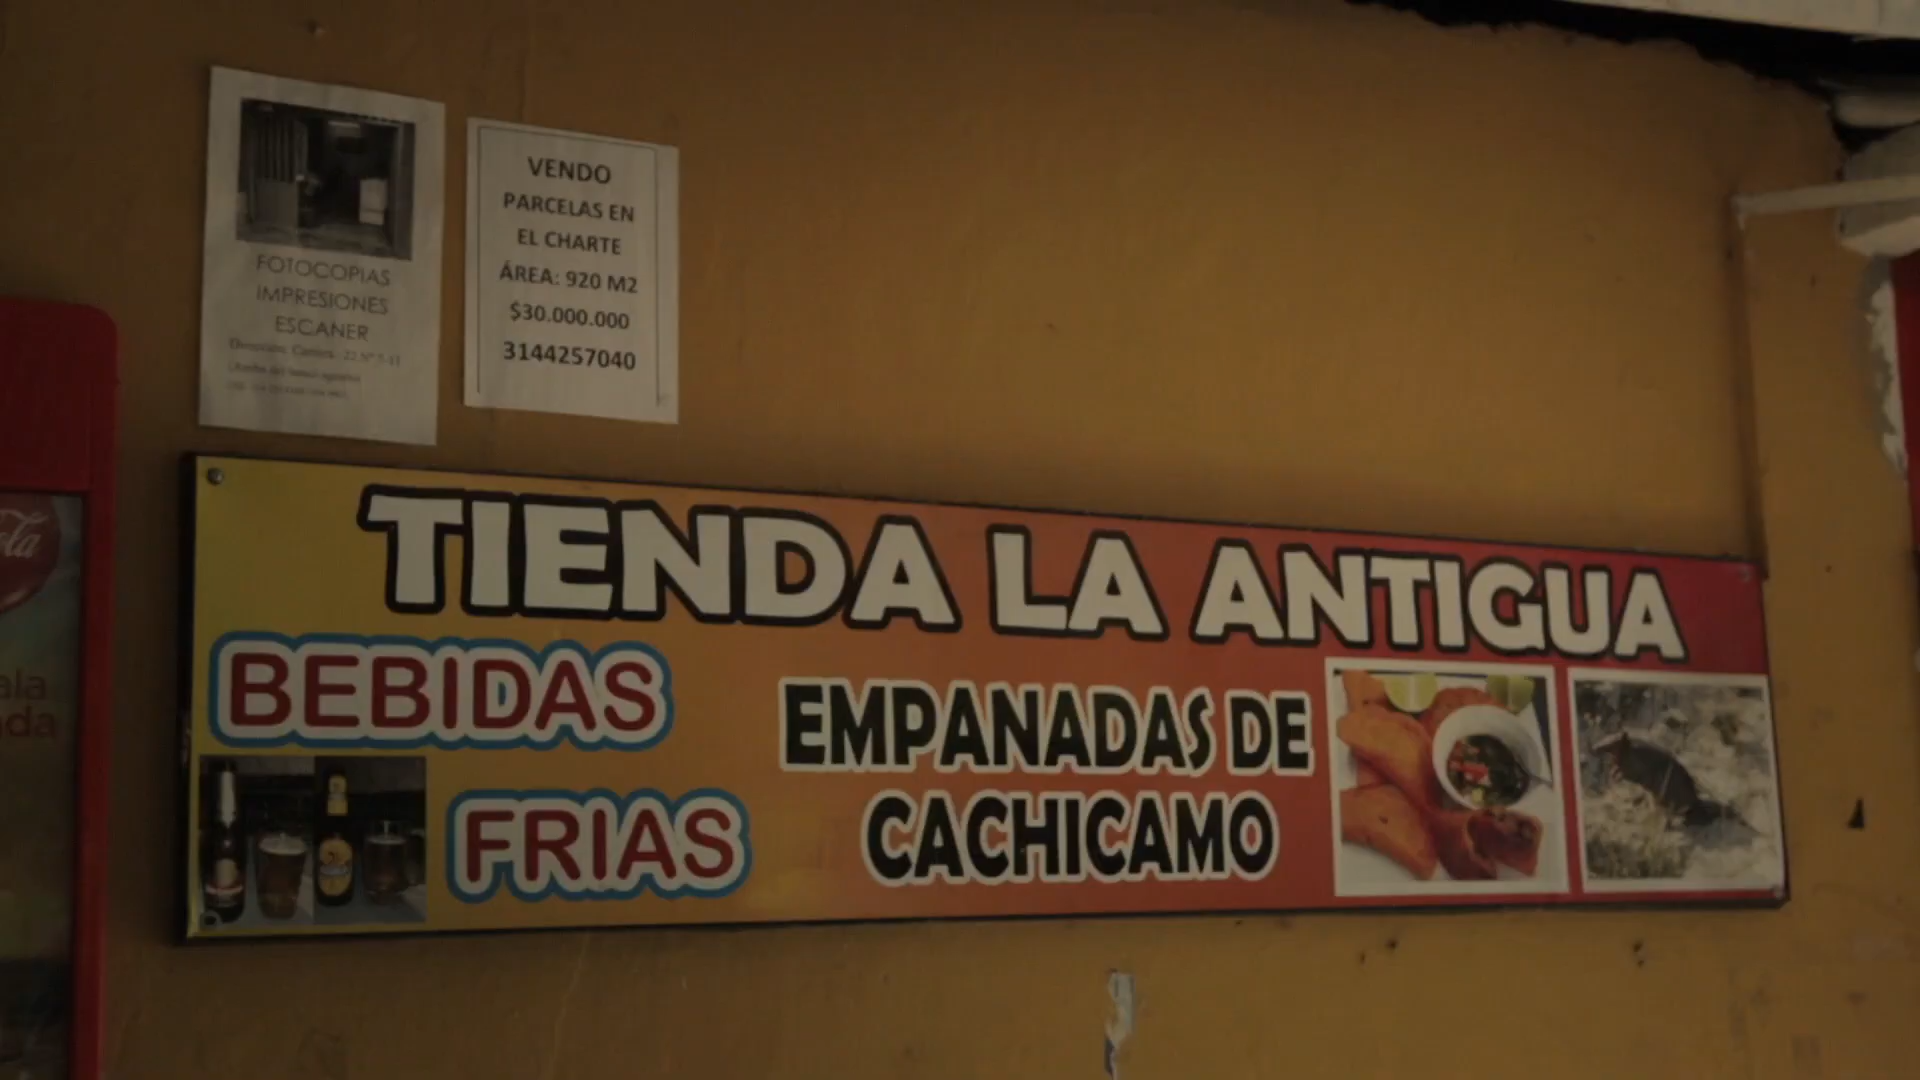 FOTOCOPIAS
IMPRESIONES
ESCANER
VENDO
PARCELAS EN
EL CHARTE
ÁREA: 920 M2
$30.000.000
3144257040
TIENDA LA ANTIGUA
BEBIDAS
FRIAS
EMPANADAS DE
CACHICAMO